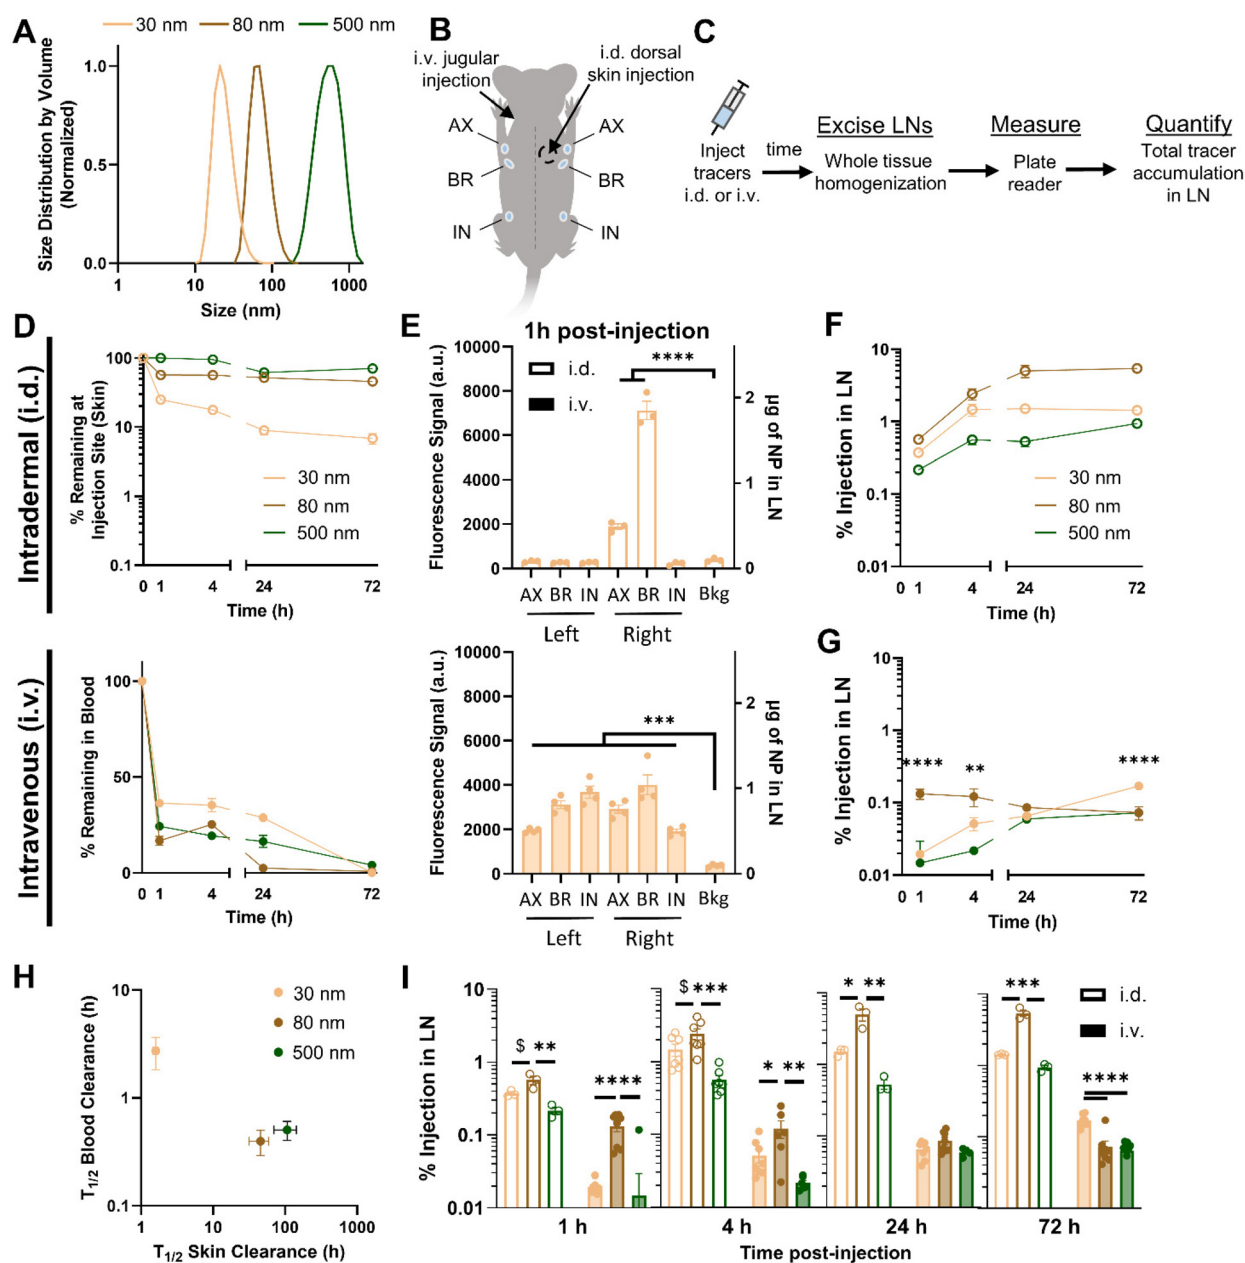 A
30 nm
80 nm
500 nm
Size Distribution by Volume
(Normalized)
1.0
0.5
0.0
1
10
100
1000
Size (nm)
B
i.v. jugular
injection
i.d. dorsal
skin injection
AX
BR
IN
AX
BR
IN
C
Inject
tracers
i.d. or i.v.
time
Excise LNs
Whole tissue
homogenization
Measure
Plate
reader
Quantify
Total tracer
accumulation
in LN
Intradermal (i.d.)
D
% Remaining at
Injection Site (Skin)
100
10
1
0.1
30 nm
80 nm
500 nm
0 1 4 24 72
Time (h)
E
1h post-injection
Fluorescence Signal (a.u.)
10000
8000
6000
4000
2000
0
i.d.
i.v.
****
2
1
0
µg of NP in LN
AX BR IN AX BR IN Bkg
Left Right
F
% Injection in LN
10
1
0.1
0.01
30 nm
80 nm
500 nm
0 1 4 24 72
Time (h)
Intravenous (i.v.)
% Remaining in Blood
100
50
0
0 1 4 24 72
Time (h)
Fluorescence Signal (a.u.)
10000
8000
6000
4000
2000
0
***
2
1
0
µg of NP in LN
AX BR IN AX BR IN Bkg
Left Right
G
% Injection in LN
10
1
0.1
0.01
**** ** ****
0 1 4 24 72
Time (h)
H
T1/2 Blood Clearance (h)
10
1
0.1
30 nm
80 nm
500 nm
1 10 100 1000
T1/2 Skin Clearance (h)
I
% Injection in LN
10
1
0.1
0.01
$ ** ****
$ *** * **
* **
*** ****
i.d.
i.v.
1 h 4 h 24 h 72 h
Time post-injection